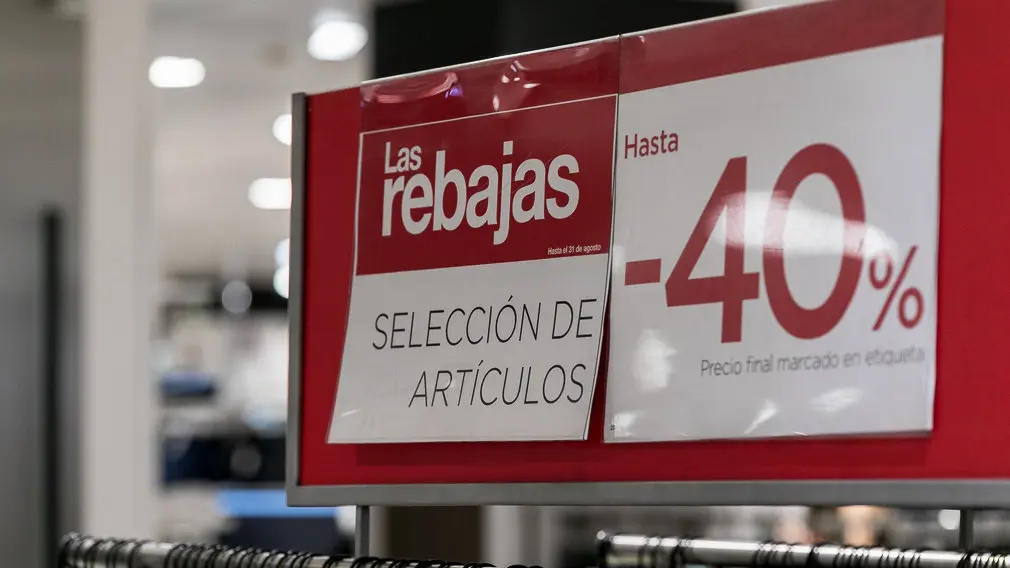 Las
rebajas
Hasta el 31 de agosto
SELECCIÓN DE
ARTÍCULOS
Hasta
-40%
Precio final marcado en etiqueta